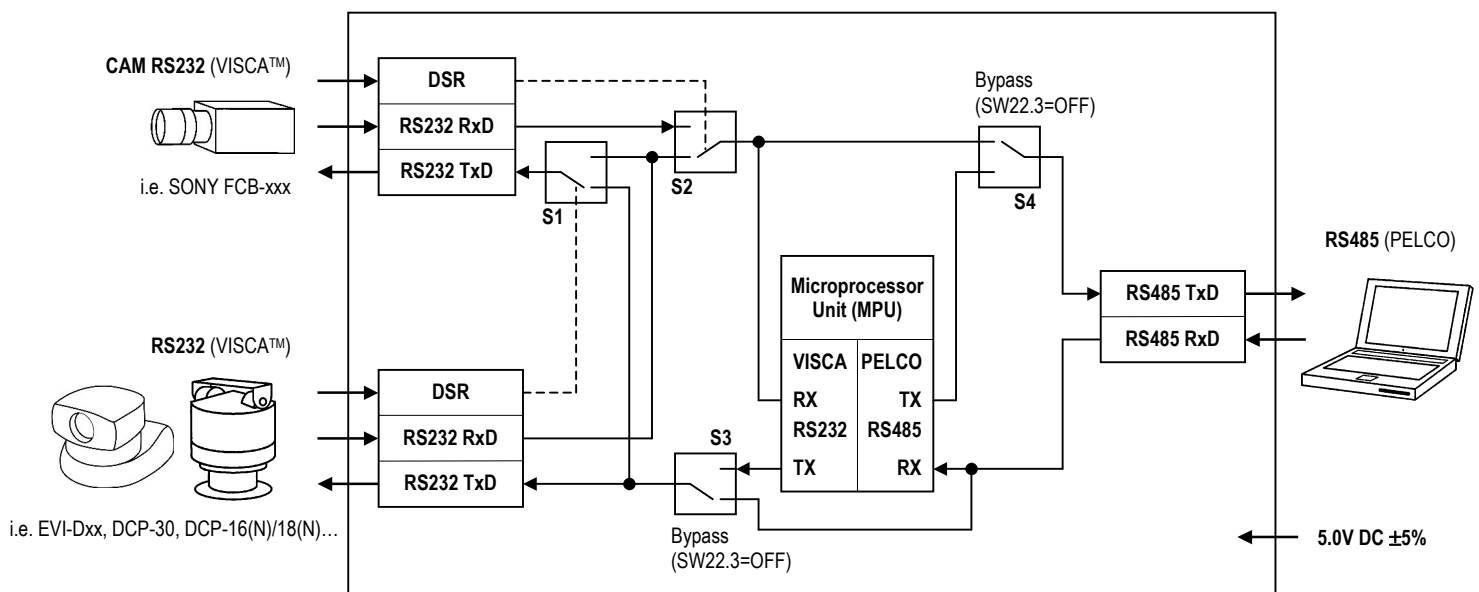 CAM RS232 (VISCA™)
i.e. SONY FCB-xxx
DSR
RS232 RxD
RS232 TxD
S1
S2
Bypass
(SW22.3=OFF)
S4
RS485 (PELCO)
RS485 TxD
RS485 RxD
Microprocessor
Unit (MPU)
VISCA PELCO
RX TX
RS232 RS485
TX RX
RS232 (VISCA™)
DSR
RS232 RxD
RS232 TxD
S3
Bypass
(SW22.3=OFF)
i.e. EVI-Dxx, DCP-30, DCP-16(N)/18(N)…
5.0V DC ±5%